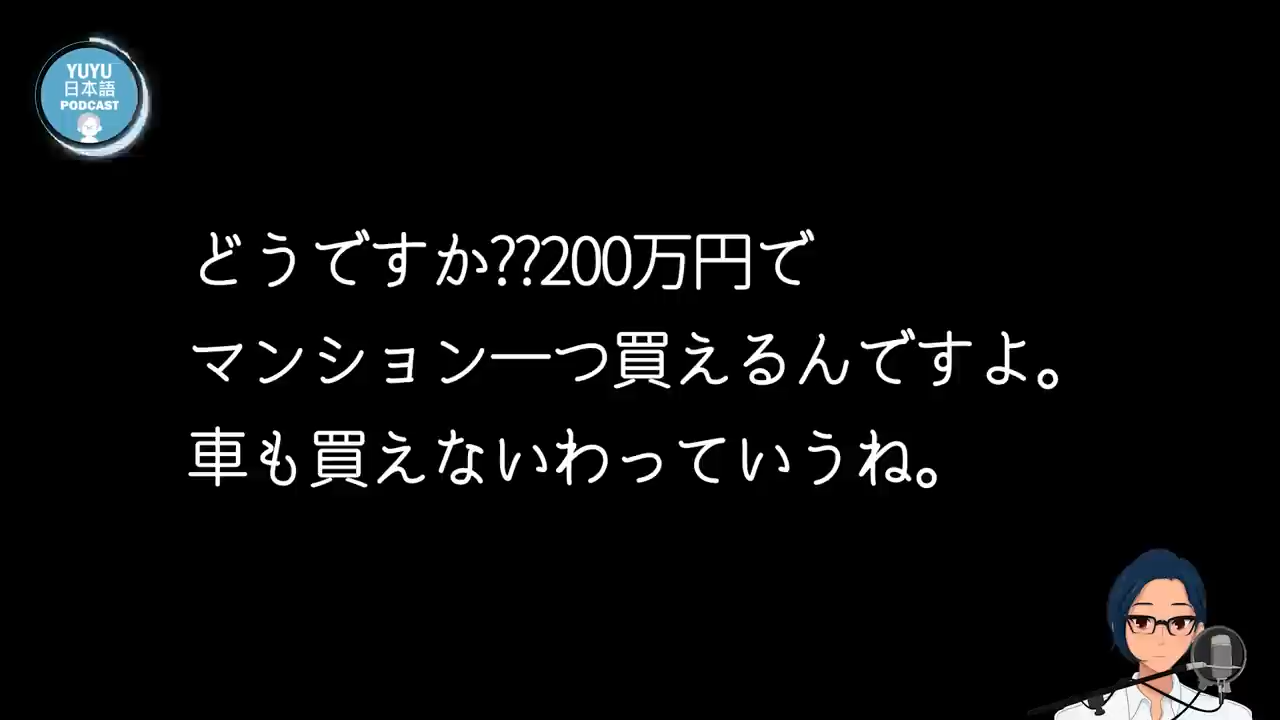 YUYU
日本語
PODCAST
どうですか??200万円で
マンション一つ買えるんですよ。
車も買えないわっていうね。